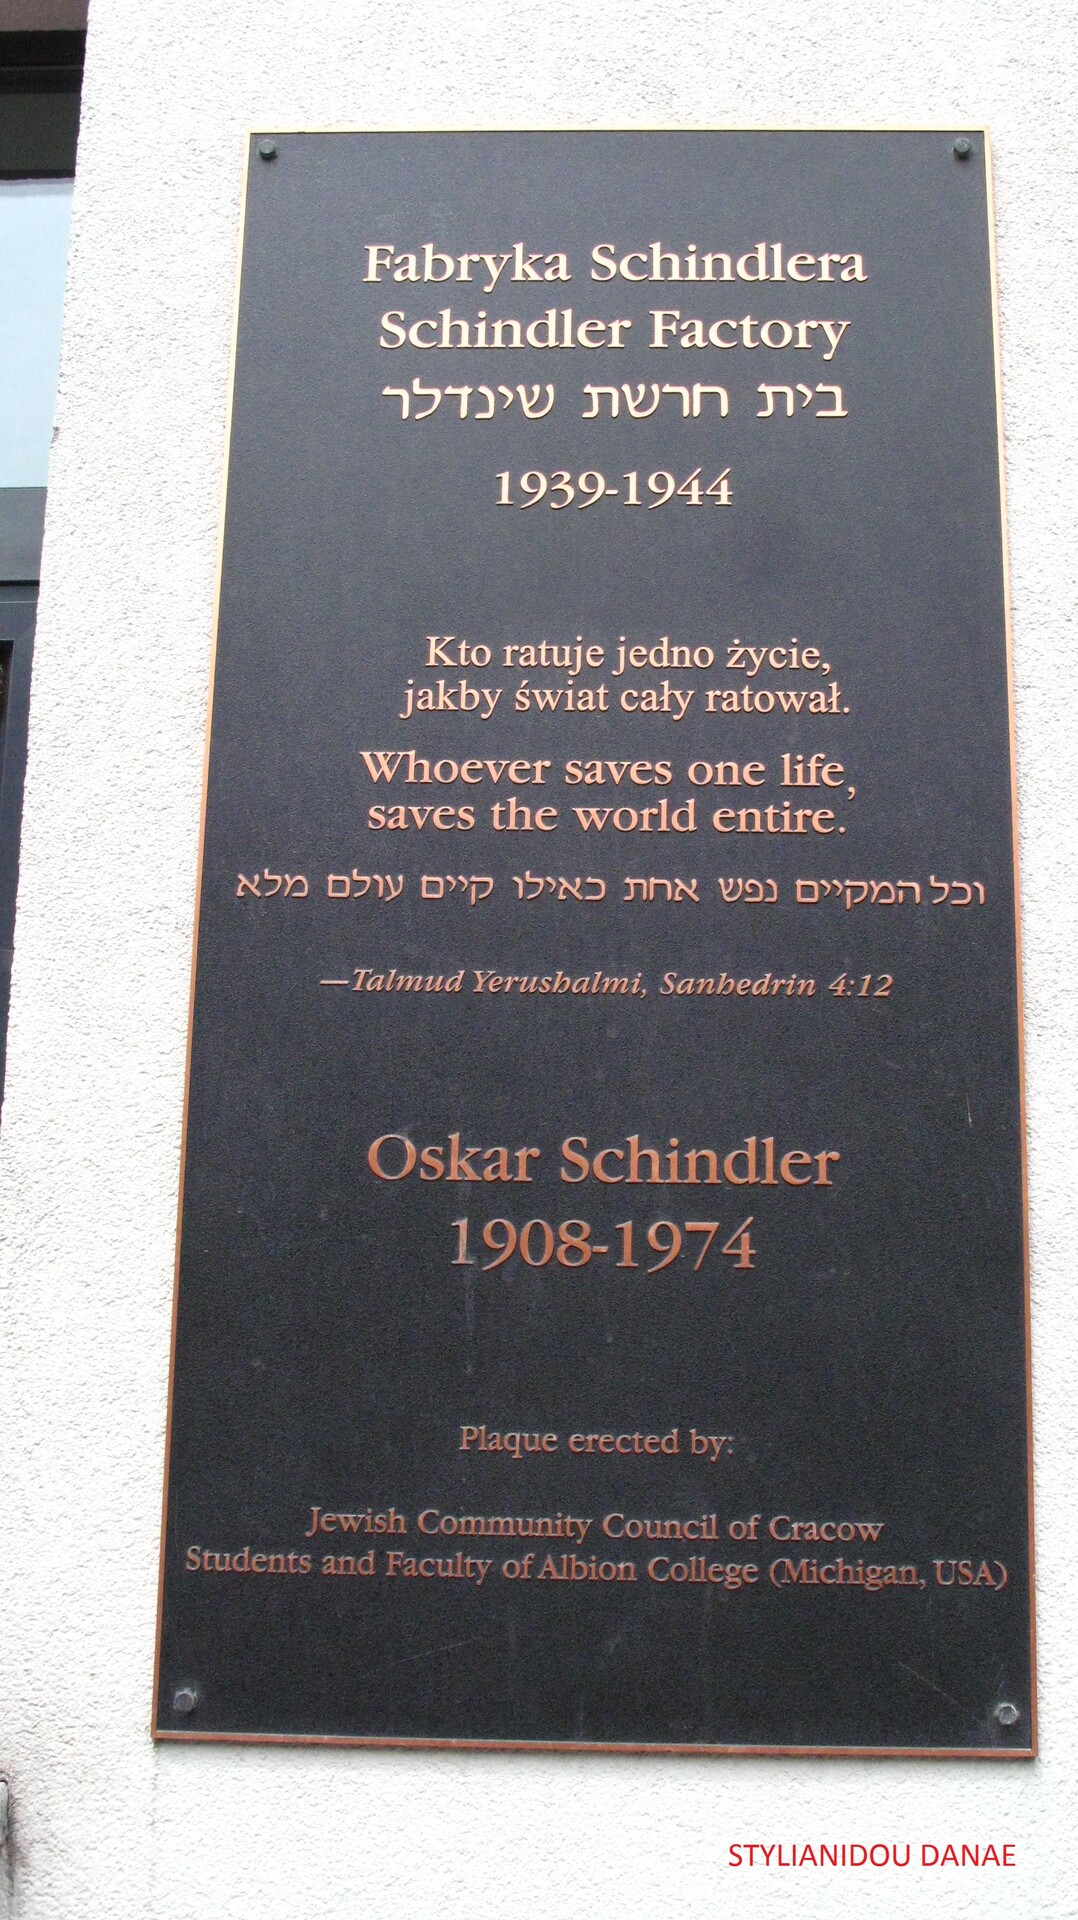 Fabryka Schindlera
Schindler Factory
בית חרשת שינדלר
1939-1944
Kto ratuje jedno życie,
jakby świat cały ratował.
Whoever saves one life,
saves the world entire.
וכל המקיים נפש אחת כאילו קיים עולם מלא
—Talmud Yerushalmi, Sanhedrin 4:12
Oskar Schindler
1908-1974
Plaque erected by:
Jewish Community Council of Cracow
Students and Faculty of Albion College (Michigan, USA)
STYLIANIDOU DANAE